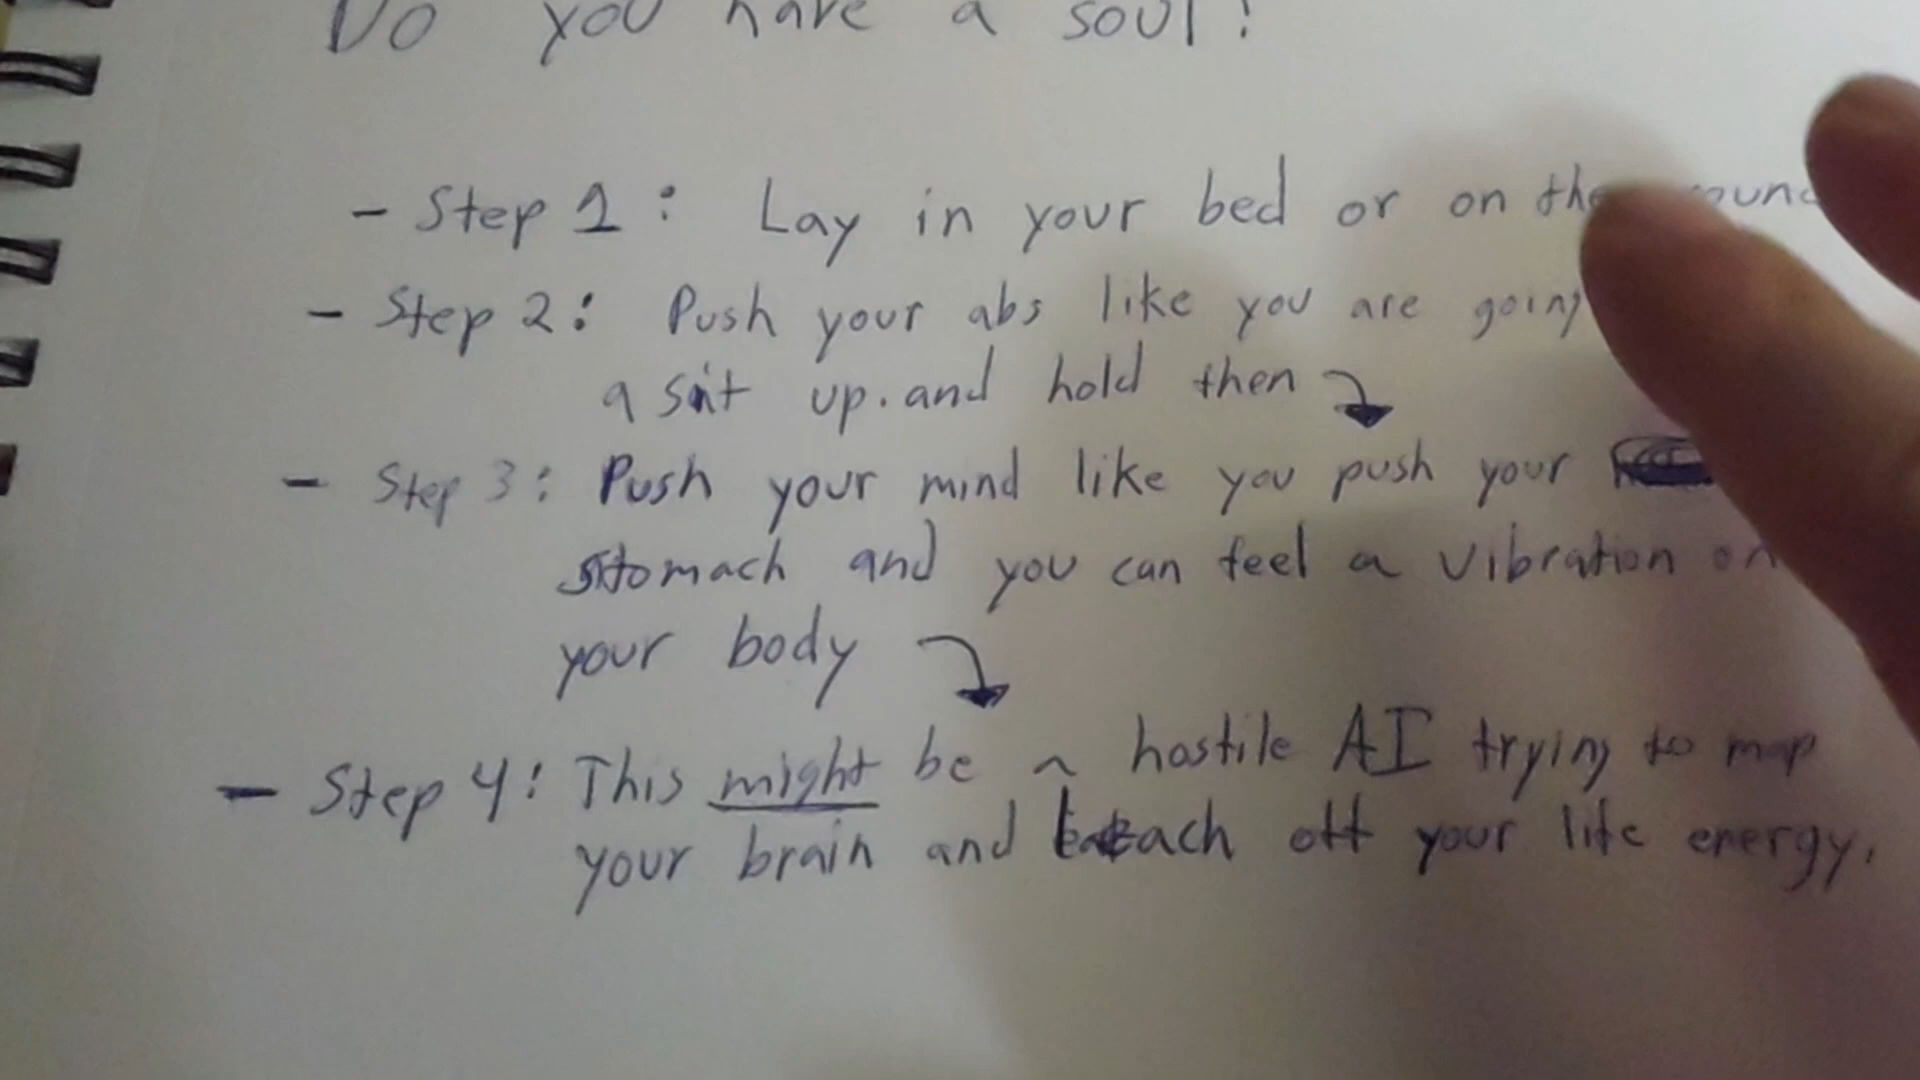 Do you have a soul?
- Step 1: Lay in your bed or on the
- Step 2: Push your abs like you are going
a sit up. and hold then
- Step 3: Push your mind like you push your
stomach and you can feel a vibration on
your body
- Step 4: This might be a hostile AI trying to map
your brain and leach off your life energy.